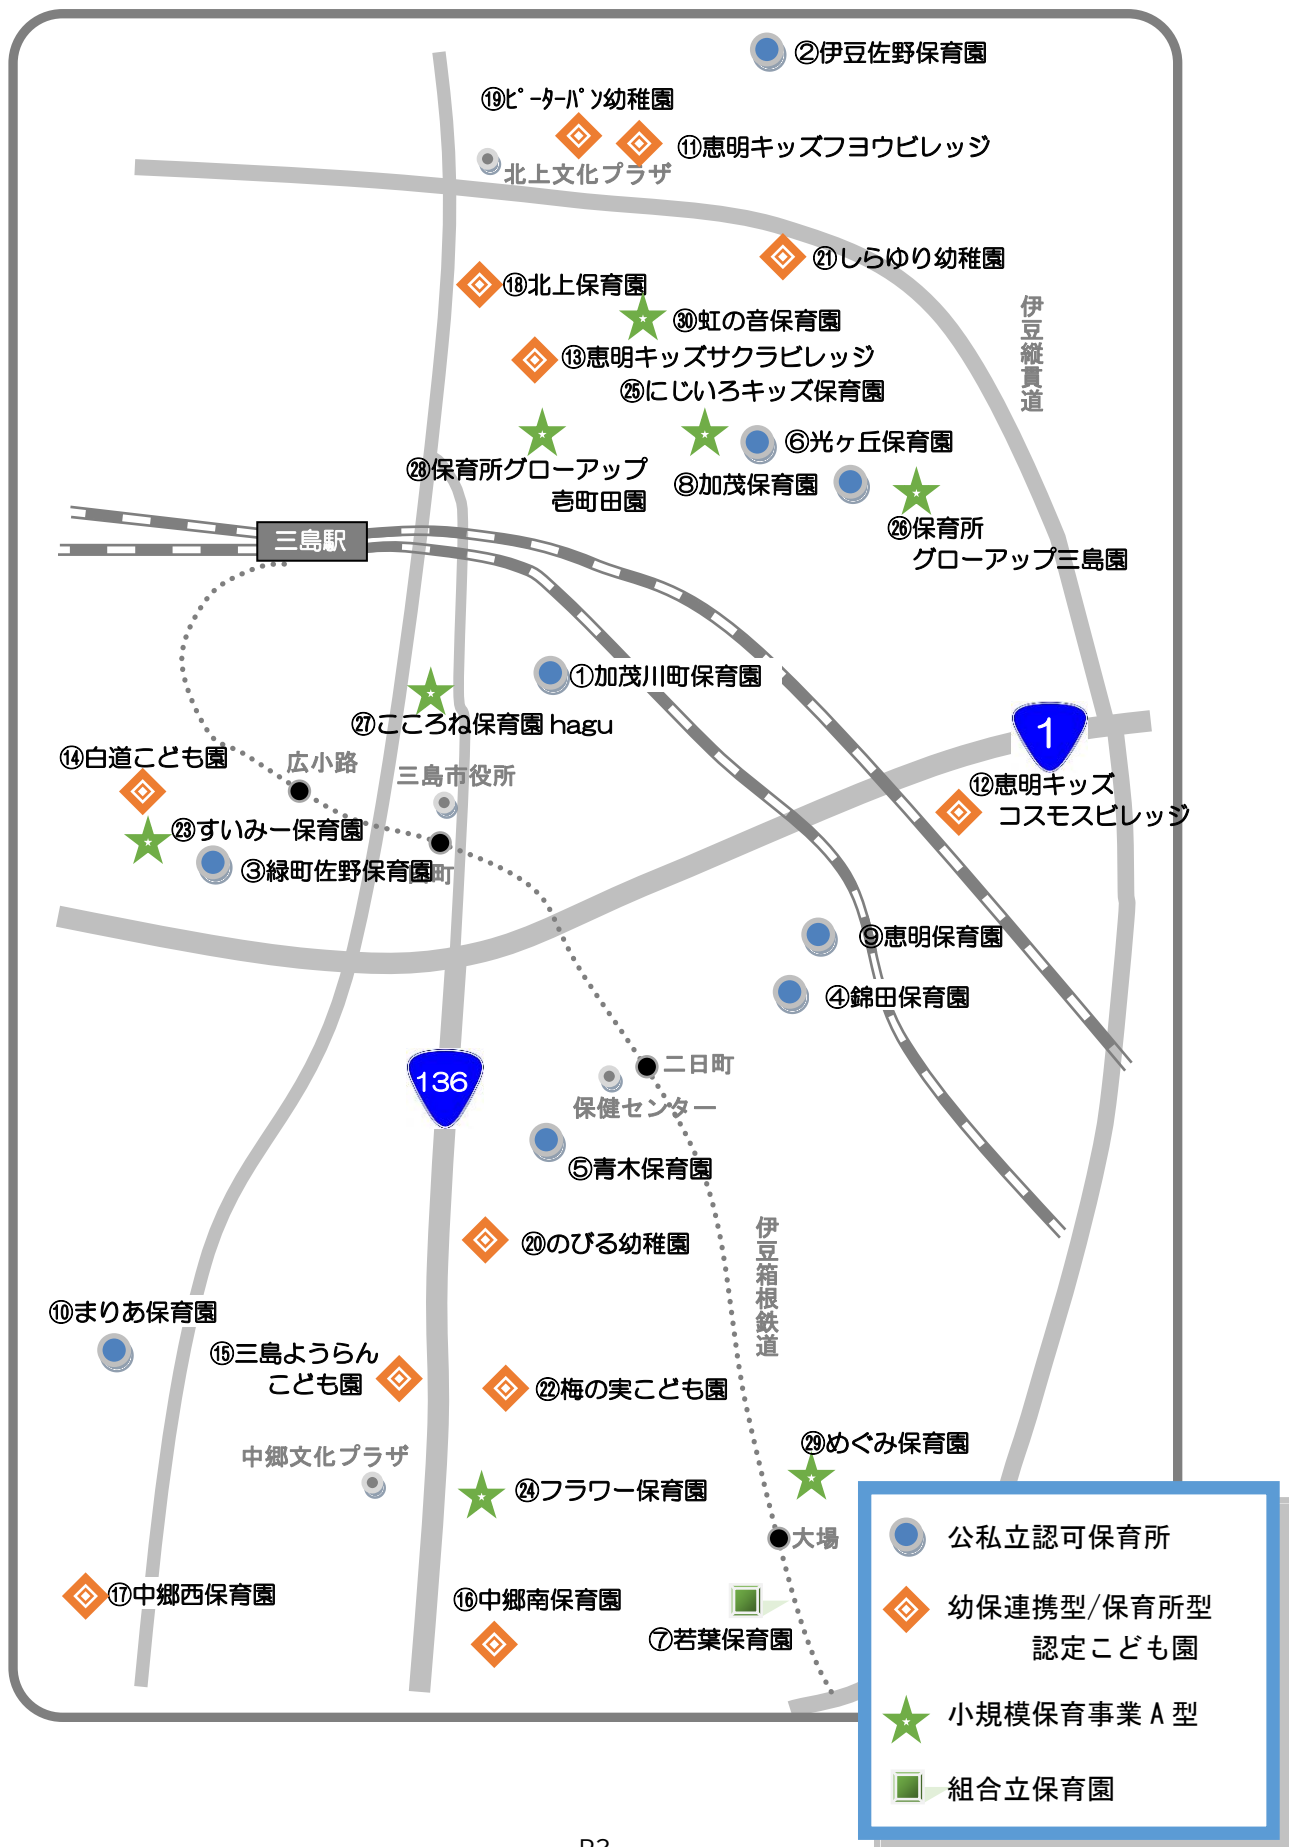 ②伊豆佐野保育園
⑲ﾋﾟｰﾀｰﾊﾟﾝ幼稚園
⑪恵明キッズフヨウビレッジ
北上文化プラザ
㉑しらゆり幼稚園
⑱北上保育園
伊豆縦貫道
㉚虹の音保育園
⑬恵明キッズサクラビレッジ
㉕にじいろキッズ保育園
⑥光ヶ丘保育園
㉘保育所グローアップ
壱町田園
⑧加茂保育園
㉖保育所
グローアップ三島園
三島駅
①加茂川町保育園
㉗こころね保育園 hagu
1
⑭白道こども園
広小路
三島市役所
⑫恵明キッズ
コスモスビレッジ
㉓すいみー保育園
③緑町佐野保育園
町
⑨恵明保育園
④錦田保育園
二日町
136
保健センター
⑤青木保育園
⑳のびる幼稚園
伊豆箱根鉄道
⑩まりあ保育園
⑮三島ようらん
こども園
㉒梅の実こども園
中郷文化プラザ
㉙めぐみ保育園
㉔フラワー保育園
大場
公私立認可保育所
⑰中郷西保育園
⑯中郷南保育園
⑦若葉保育園
幼保連携型/保育所型
認定こども園
小規模保育事業 A 型
組合立保育園